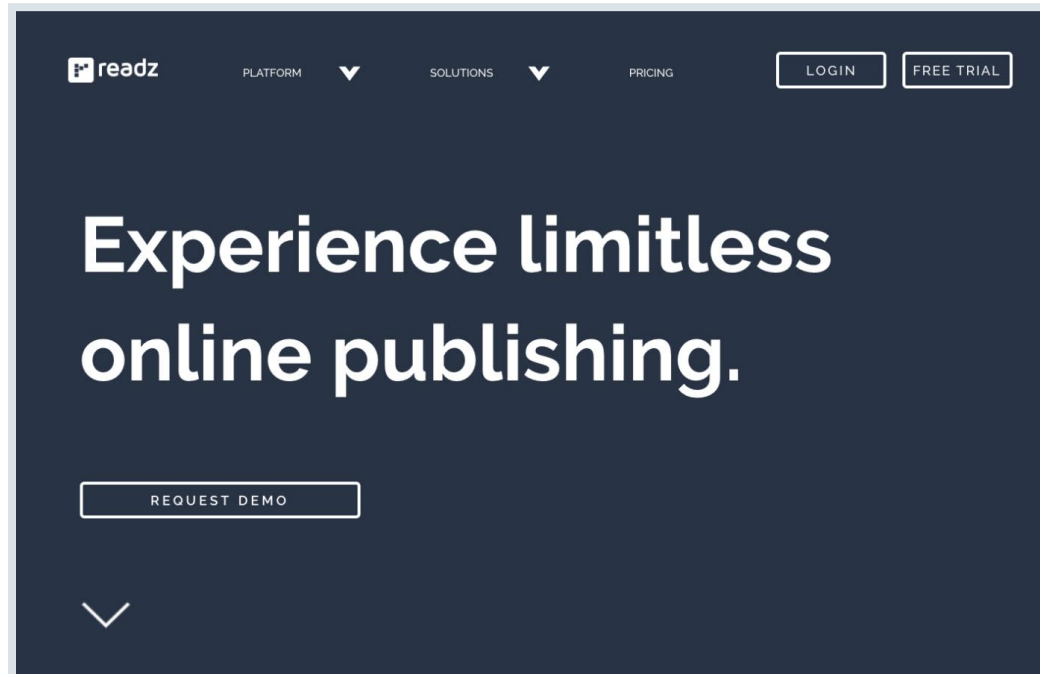 readz
PLATFORM
SOLUTIONS
PRICING
LOGIN
FREE TRIAL
Experience limitless
online publishing.
REQUEST DEMO